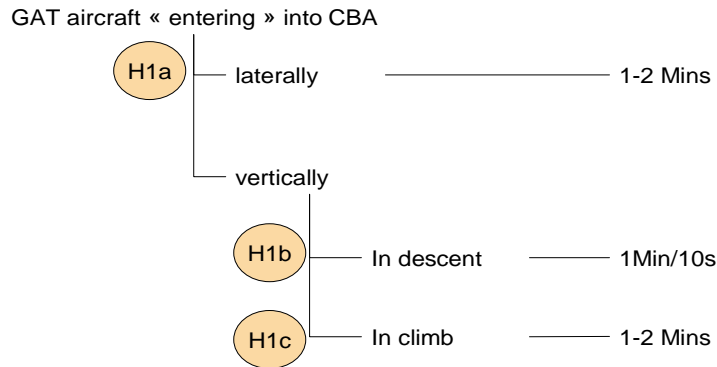 GAT aircraft « entering » into CBA
H1a laterally 1-2 Mins
vertically
H1b In descent 1Min/10s
H1c In climb 1-2 Mins